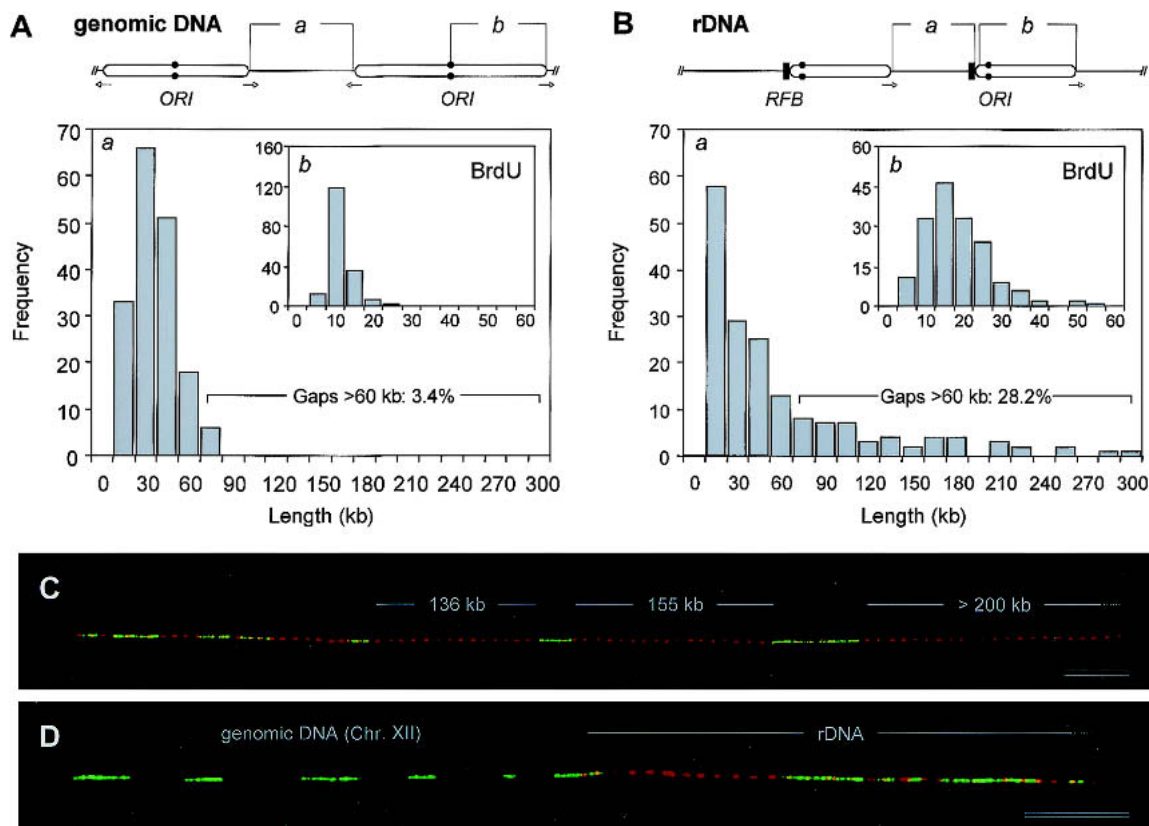 A genomic DNA
a
b
ORI
ORI
a
b
BrdU
160
120
80
40
0
0 10 20 30 40 50 60
Gaps >60 kb: 3.4%
70
60
50
40
30
20
10
0
Frequency
0 30 60 90 120 150 180 210 240 270 300
Length (kb)
B rDNA
a
b
RFB
ORI
a
b
BrdU
60
45
30
15
0
0 10 20 30 40 50 60
Gaps >60 kb: 28.2%
70
60
50
40
30
20
10
0
Frequency
0 30 60 90 120 150 180 210 240 270 300
Length (kb)
C
136 kb
155 kb
> 200 kb
D
genomic DNA (Chr. XII)
rDNA